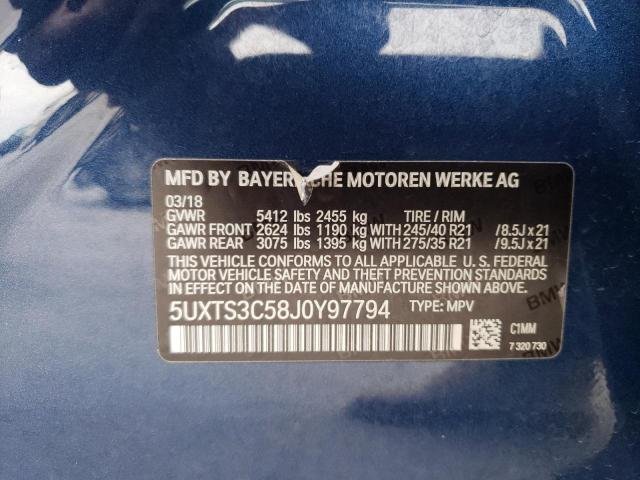 MFD BY BAYER CHE MOTOREN WERKE AG
03/18
GVWR 5412 lbs 2455 kg TIRE / RIM
GAWR FRONT 2624 lbs 1190 kg WITH 245/40 R21 /8.5J x 21
GAWR REAR 3075 lbs 1395 kg WITH 275/35 R21 /9.5J x 21
THIS VEHICLE CONFORMS TO ALL APPLICABLE U. S. FEDERAL
MOTOR VEHICLE SAFETY AND THEFT PREVENTION STANDARDS
IN EFFECT ON THE DATE OF MANUFACTURE SHOWN ABOVE.
5UXTS3C58J0Y97794 TYPE: MPV
C1MM
7 320 730